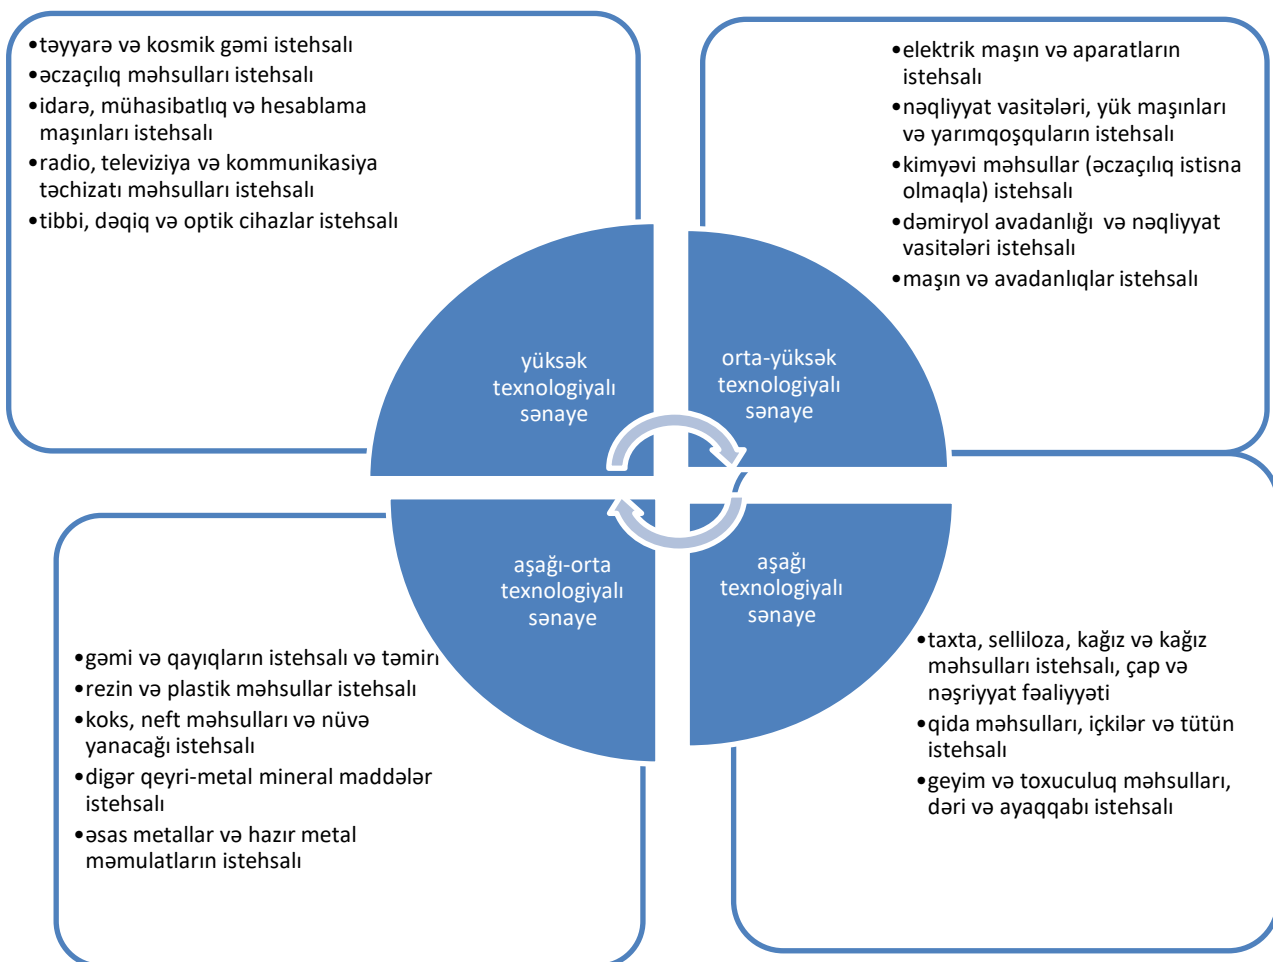 •təyyarə və kosmik gəmi istehsalı
•əczaçılıq məhsulları istehsalı
•idarə, mühasibatlıq və hesablama
maşınları istehsalı
•radio, televiziya və kommunikasiya
təchizatı məhsulları istehsalı
•tibbi, dəqiq və optik cihazlar istehsalı
•elektrik maşın və aparatların
istehsalı
•nəqliyyat vasitələri, yük maşınları
və yarımqoşquların istehsalı
•kimyəvi məhsullar (əczaçılıq istisna
olmaqla) istehsalı
•dəmiryol avadanlığı və nəqliyyat
vasitələri istehsalı
•maşın və avadanlıqlar istehsalı
yüksək
texnologiyalı
sənaye
orta-yüksək
texnologiyalı
sənaye
aşağı-orta
texnologiyalı
sənaye
aşağı
texnologiyalı
sənaye
•gəmi və qayıqların istehsalı və təmiri
•rezin və plastik məhsullar istehsalı
•koks, neft məhsulları və nüvə
yanacağı istehsalı
•digər qeyri-metal mineral maddələr
istehsalı
•əsas metallar və hazır metal
məmulatların istehsalı
•taxta, selliloza, kağız və kağız
məhsulları istehsalı, çap və
nəşriyyat fəaliyyəti
•qida məhsulları, içkilər və tütün
istehsalı
•geyim və toxuculuq məhsulları,
dəri və ayaqqabı istehsalı